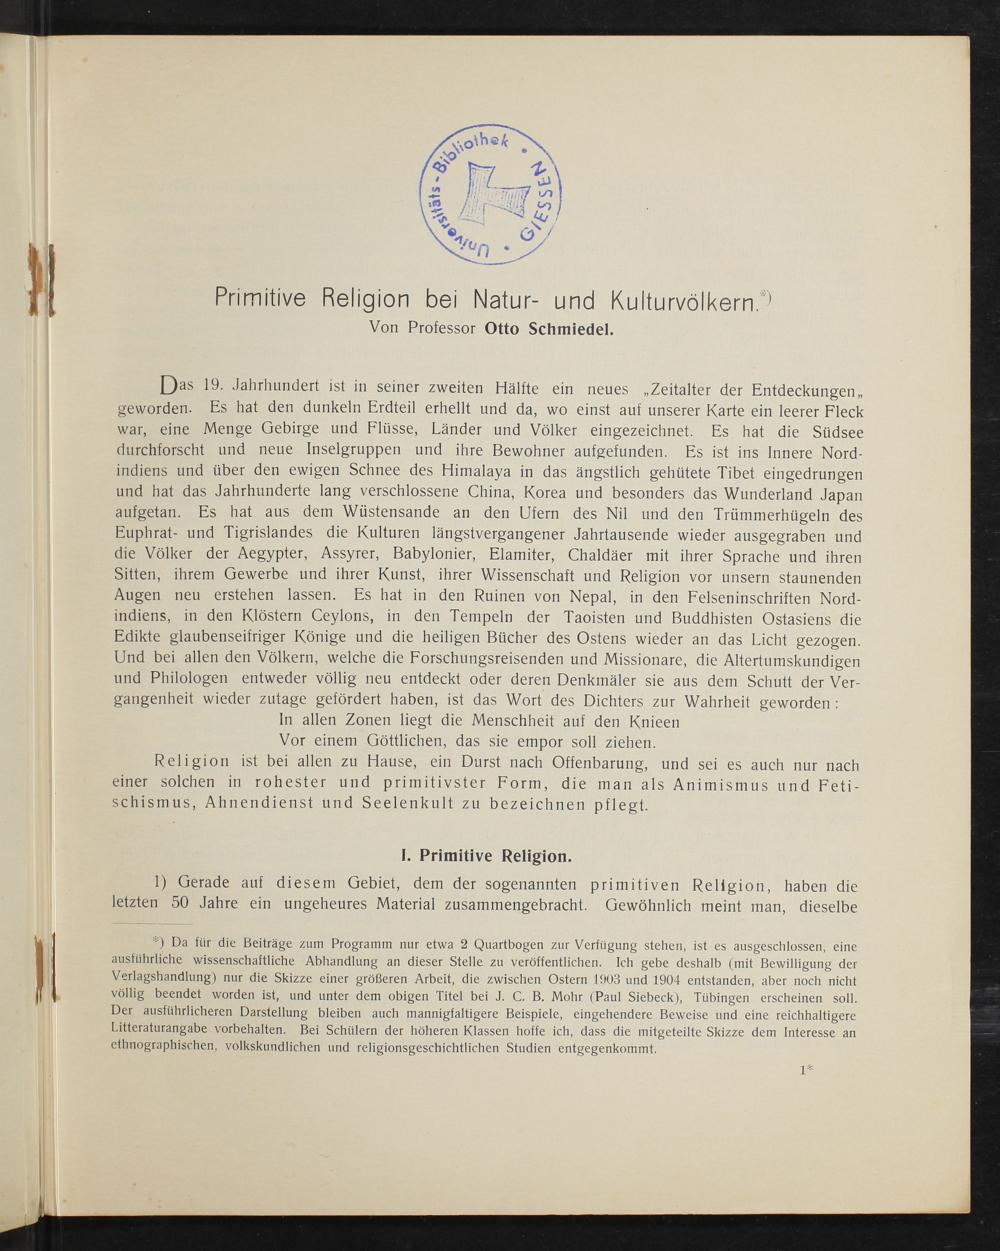 Universitäts-Bibliothek • GIESSEN •
Primitive Religion bei Natur- und Kulturvölkern.*)
Von Professor Otto Schmiedel.
Das 19. Jahrhundert ist in seiner zweiten Hälfte ein neues „Zeitalter der Entdeckungen„
geworden. Es hat den dunkeln Erdteil erhellt und da, wo einst auf unserer Karte ein leerer Fleck
war, eine Menge Gebirge und Flüsse, Länder und Völker eingezeichnet. Es hat die Südsee
durchforscht und neue Inselgruppen und ihre Bewohner aufgefunden. Es ist ins Innere Nord-
indiens und über den ewigen Schnee des Himalaya in das ängstlich gehütete Tibet eingedrungen
und hat das Jahrhunderte lang verschlossene China, Korea und besonders das Wunderland Japan
aufgetan. Es hat aus dem Wüstensande an den Ufern des Nil und den Trümmerhügeln des
Euphrat- und Tigrislandes die Kulturen längstvergangener Jahrtausende wieder ausgegraben und
die Völker der Aegypter, Assyrer, Babylonier, Elamiter, Chaldäer mit ihrer Sprache und ihren
Sitten, ihrem Gewerbe und ihrer Kunst, ihrer Wissenschaft und Religion vor unsern staunenden
Augen neu erstehen lassen. Es hat in den Ruinen von Nepal, in den Felseninschriften Nord-
indiens, in den Klöstern Ceylons, in den Tempeln der Taoisten und Buddhisten Ostasiens die
Edikte glaubenseifriger Könige und die heiligen Bücher des Ostens wieder an das Licht gezogen.
Und bei allen den Völkern, welche die Forschungsreisenden und Missionare, die Altertumskundigen
und Philologen entweder völlig neu entdeckt oder deren Denkmäler sie aus dem Schutt der Ver-
gangenheit wieder zutage gefördert haben, ist das Wort des Dichters zur Wahrheit geworden:
In allen Zonen liegt die Menschheit auf den Knieen
Vor einem Göttlichen, das sie empor soll ziehen.
Religion ist bei allen zu Hause, ein Durst nach Offenbarung, und sei es auch nur nach
einer solchen in rohester und primitivster Form, die man als Animismus und Feti-
schismus, Ahnendienst und Seelenkult zu bezeichnen pflegt.
I. Primitive Religion.
1) Gerade auf diesem Gebiet, dem der sogenannten primitiven Religion, haben die
letzten 50 Jahre ein ungeheures Material zusammengebracht. Gewöhnlich meint man, dieselbe
*) Da für die Beiträge zum Programm nur etwa 2 Quartbogen zur Verfügung stehen, ist es ausgeschlossen, eine
ausführliche wissenschaftliche Abhandlung an dieser Stelle zu veröffentlichen. Ich gebe deshalb (mit Bewilligung der
Verlagshandlung) nur die Skizze einer größeren Arbeit, die zwischen Ostern 1903 und 1904 entstanden, aber noch nicht
völlig beendet worden ist, und unter dem obigen Titel bei J. C. B. Mohr (Paul Siebeck), Tübingen erscheinen soll.
Der ausführlicheren Darstellung bleiben auch mannigfaltigere Beispiele, eingehendere Beweise und eine reichhaltigere
Litteraturangabe vorbehalten. Bei Schülern der höheren Klassen hoffe ich, dass die mitgeteilte Skizze dem Interesse an
ethnographischen, volkskundlichen und religionsgeschichtlichen Studien entgegenkommt.
1*